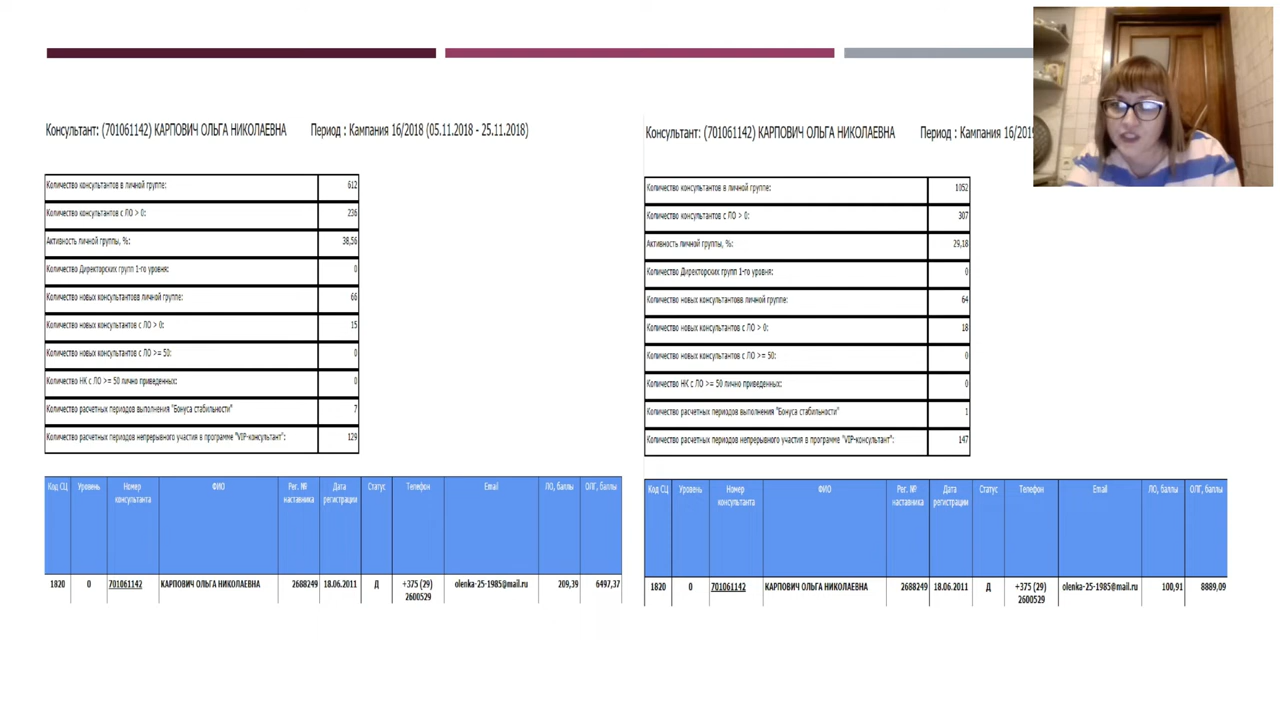 Консультант: (701061142) КАРПОВИЧ ОЛЬГА НИКОЛАЕВНА Период : Кампания 16/2018 (05.11.2018 - 25.11.2018)
Количество консультантов в личной группе: 612
Количество консультантов с ЛО > 0: 236
Активность личной группы, %: 38,56
Количество Директорских групп 1-го уровня: 0
Количество новых консультантовв личной группе: 66
Количество новых консультантов с ЛО > 0: 15
Количество новых консультантов с ЛО >= 50: 0
Количество НК с ЛО >= 50 лично приведенных: 0
Количество расчетных периодов выполнения "Бонуса стабильности" 7
Количество расчетных периодов непрерывного участия в программе "VIP-консультант": 129
Код СЦ Уровень Номер ФИО Рег. № Дата Статус Телефон Email ЛО, баллы ОЛГ, баллы
консультанта наставника регистрации
1820 0 701061142 КАРПОВИЧ ОЛЬГА НИКОЛАЕВНА 2688249 18.06.2011 Д +375 (29) olenka-25-1985@mail.ru 209,39 6497,37
2600529
Консультант: (701061142) КАРПОВИЧ ОЛЬГА НИКОЛАЕВНА Период : Кампания 16/2019
Количество консультантов в личной группе: 1052
Количество консультантов с ЛО > 0: 307
Активность личной группы, %: 29,18
Количество Директорских групп 1-го уровня: 0
Количество новых консультантовв личной группе: 64
Количество новых консультантов с ЛО > 0: 18
Количество новых консультантов с ЛО >= 50: 0
Количество НК с ЛО >= 50 лично приведенных: 0
Количество расчетных периодов выполнения "Бонуса стабильности" 1
Количество расчетных периодов непрерывного участия в программе "VIP-консультант": 147
Код СЦ Уровень Номер ФИО Рег. № Дата Статус Телефон Email ЛО, баллы ОЛГ, баллы
консультанта наставника регистрации
1820 0 701061142 КАРПОВИЧ ОЛЬГА НИКОЛАЕВНА 2688249 18.06.2011 Д +375 (29) olenka-25-1985@mail.ru 100,91 8889,09
2600529